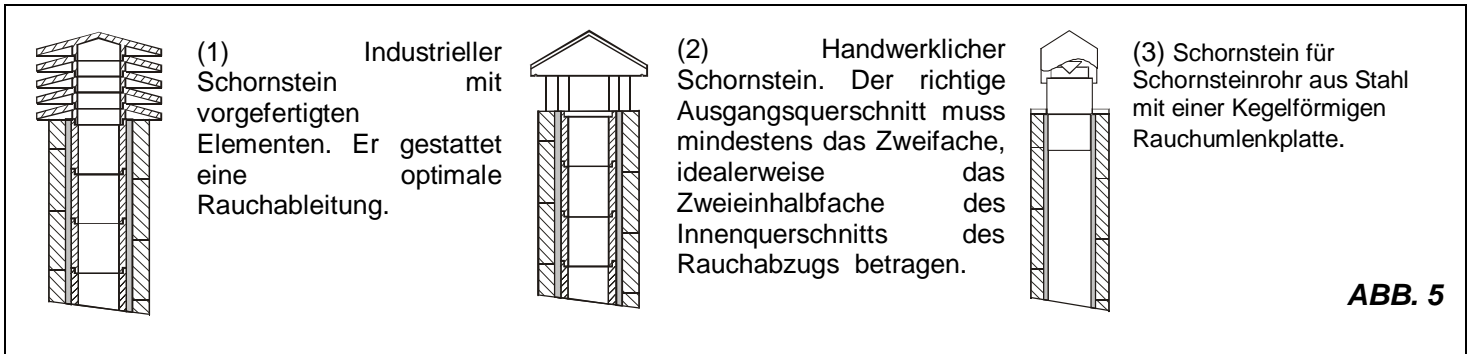 (1) Industrieller
Schornstein mit
vorgefertigten
Elementen. Er gestattet
eine optimale
Rauchableitung.
(2) Handwerklicher
Schornstein. Der richtige
Ausgangsquerschnitt muss
mindestens das Zweifache,
idealerweise das
Zweieinhalbfache des
Innenquerschnitts des
Rauchabzugs betragen.
(3) Schornstein für
Schornsteinrohr aus Stahl
mit einer Kegelförmigen
Rauchumlenkplatte.
ABB. 5